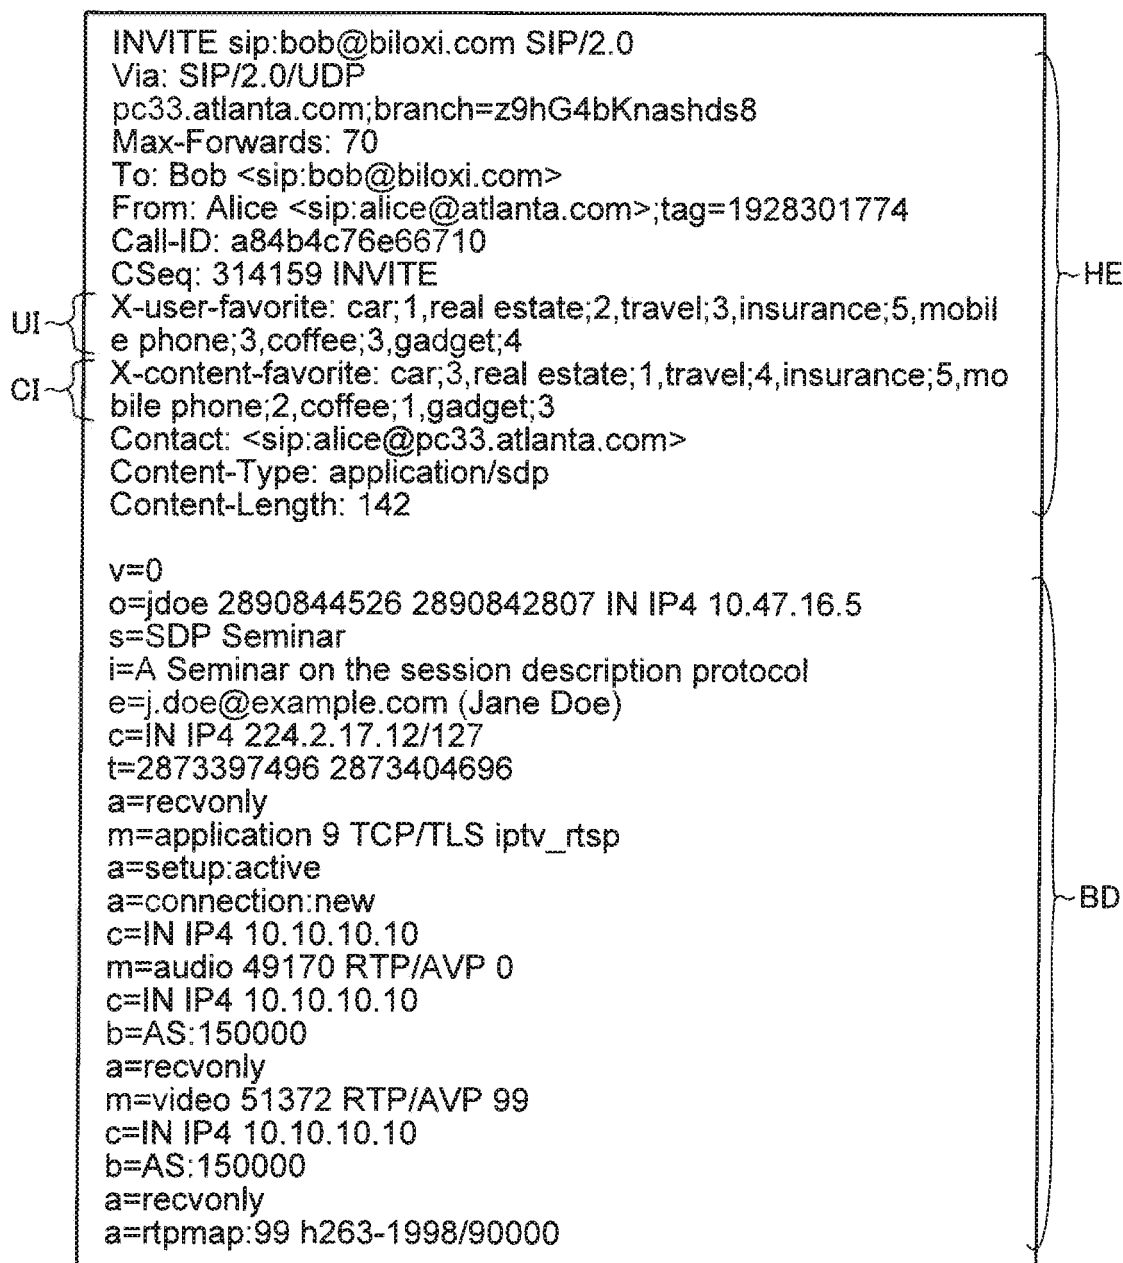 INVITE sip:bob@biloxi.com SIP/2.0
Via: SIP/2.0/UDP
pc33.atlanta.com;branch=z9hG4bKnashds8
Max-Forwards: 70
To: Bob <sip:bob@biloxi.com>
From: Alice <sip:alice@atlanta.com>;tag=1928301774
Call-ID: a84b4c76e66710
CSeq: 314159 INVITE
HE
UI
X-user-favorite: car;1,real estate;2,travel;3,insurance;5,mobil
e phone;3,coffee;3,gadget;4
CI
X-content-favorite: car;3,real estate;1,travel;4,insurance;5,mo
bile phone;2,coffee;1,gadget;3
Contact: <sip:alice@pc33.atlanta.com>
Content-Type: application/sdp
Content-Length: 142
v=0
o=jdoe 2890844526 2890842807 IN IP4 10.47.16.5
s=SDP Seminar
i=A Seminar on the session description protocol
e=j.doe@example.com (Jane Doe)
c=IN IP4 224.2.17.12/127
t=2873397496 2873404696
a=recvonly
m=application 9 TCP/TLS iptv_rtsp
a=setup:active
a=connection:new
BD
c=IN IP4 10.10.10.10
m=audio 49170 RTP/AVP 0
c=IN IP4 10.10.10.10
b=AS:150000
a=recvonly
m=video 51372 RTP/AVP 99
c=IN IP4 10.10.10.10
b=AS:150000
a=recvonly
a=rtpmap:99 h263-1998/90000